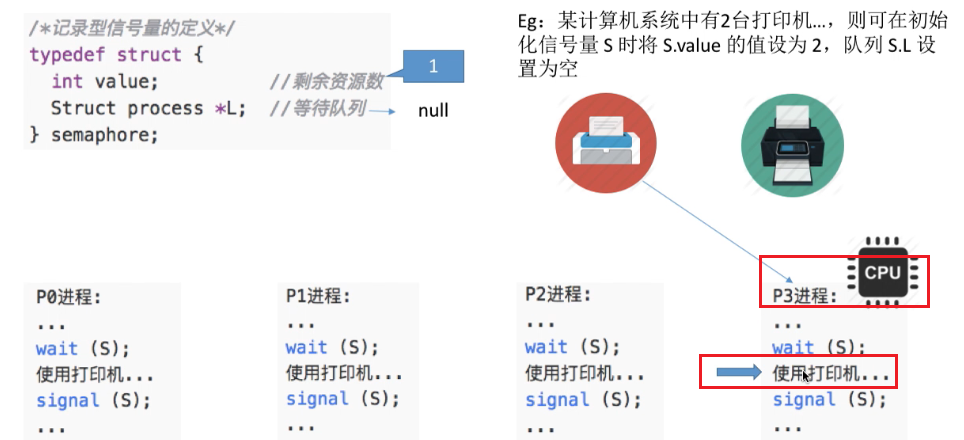 /*记录型信号量的定义*/
typedef struct {
int value; //剩余资源数
Struct process *L; //等待队列
} semaphore;
1
null
Eg：某计算机系统中有2台打印机...，则可在初始
化信号量 S 时将 S.value 的值设为 2，队列 S.L 设
置为空
CPU
P0进程:
...
wait (S);
使用打印机...
signal (S);
...
P1进程:
...
wait (S);
使用打印机...
signal (S);
...
P2进程:
...
wait (S);
使用打印机...
signal (S);
...
P3进程:
...
wait (S);
使用打印机...
signal (S);
...